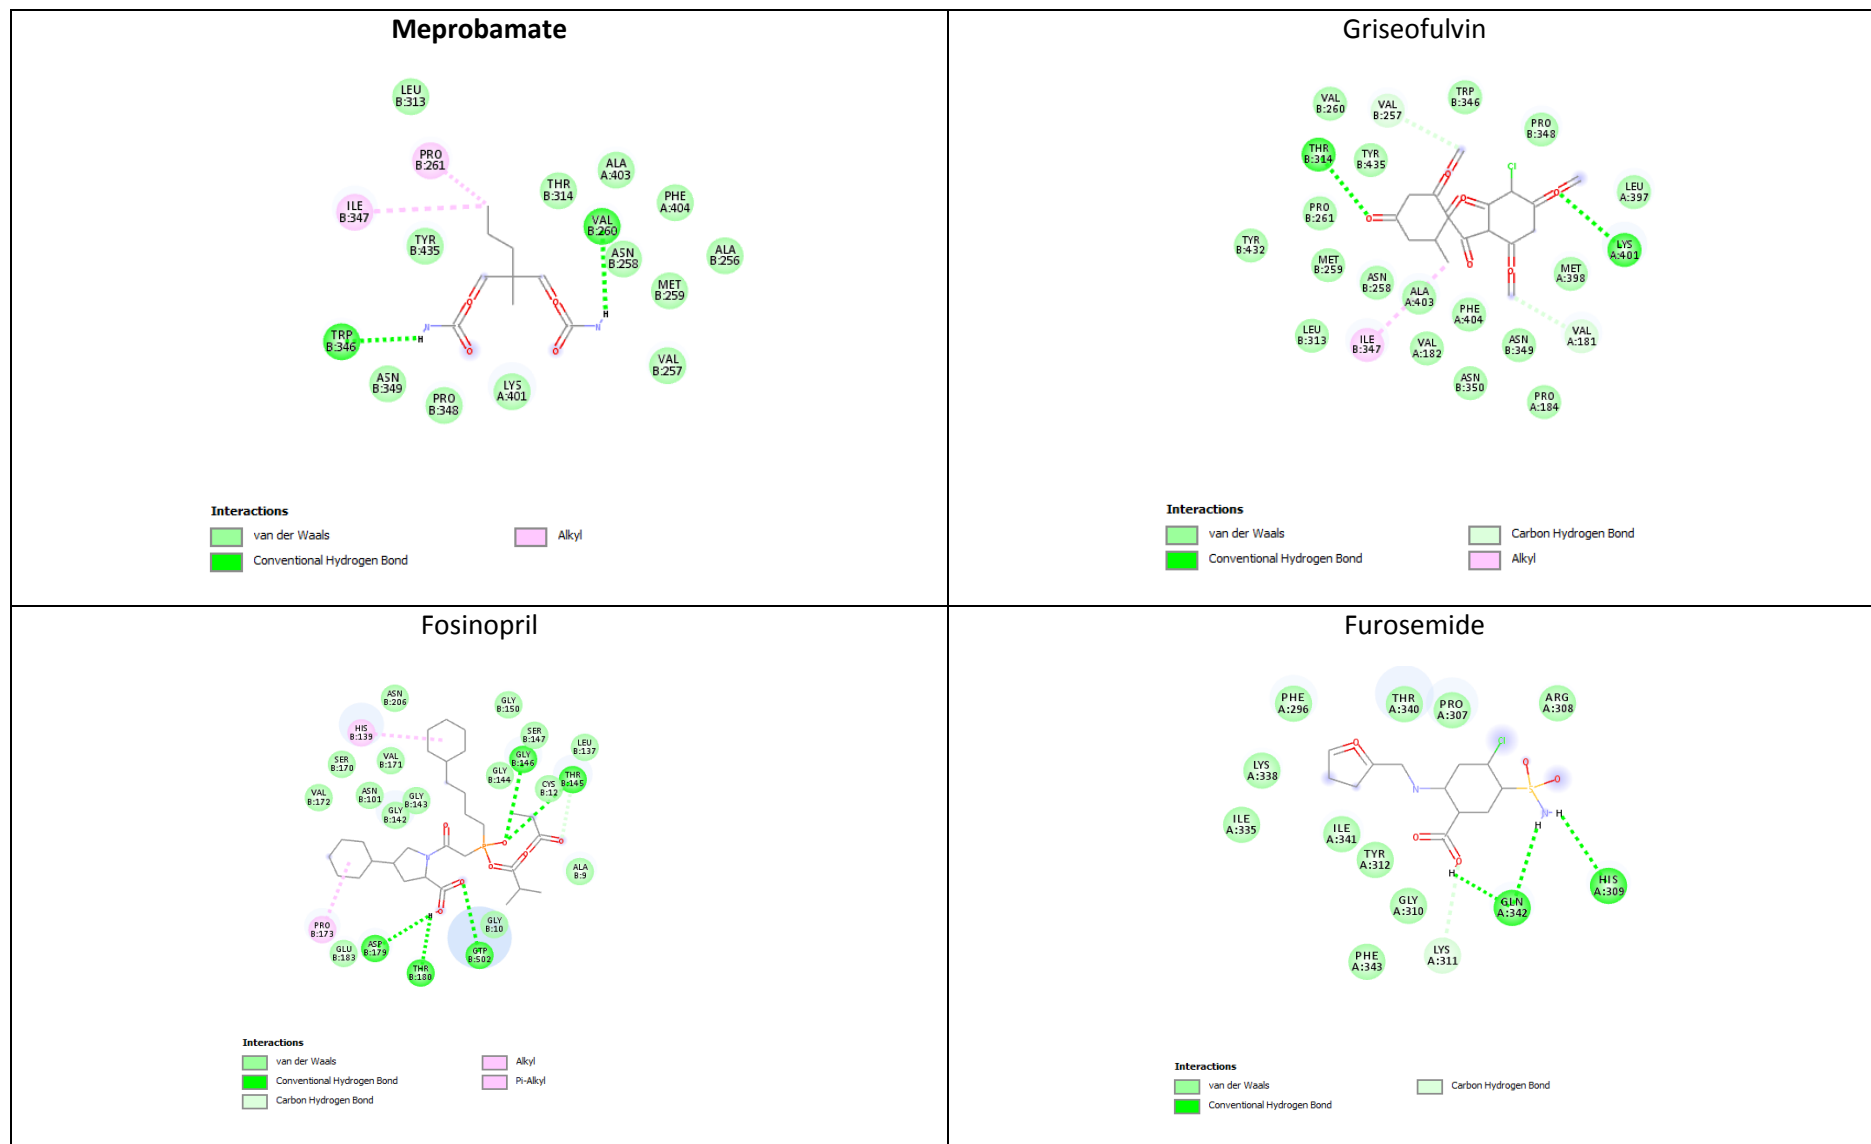 Meprobamate
LEU
B:313
PRO
B:261
ALA
A:403
THR
B:314
PHE
A:404
ILE
B:347
VAL
B:260
TYR
B:435
ASN
B:258
ALA
B:256
MET
B:259
N
H
O
O
O
O
N
H
TRP
B:346
VAL
B:257
ASN
B:349
PRO
B:348
LYS
A:401
Interactions
van der Waals
Conventional Hydrogen Bond
Alkyl
Griseofulvin
VAL
B:260
VAL
B:257
TRP
B:346
PRO
B:348
THR
B:314
TYR
B:435
Cl
O
O
O
O
O
O
LEU
A:397
PRO
B:261
TYR
B:432
LYS
A:401
MET
B:259
ASN
B:258
MET
A:398
ALA
A:403
PHE
A:404
LEU
B:313
ILE
B:347
VAL
A:182
ASN
B:349
VAL
A:181
ASN
B:350
PRO
A:184
Interactions
van der Waals
Conventional Hydrogen Bond
Carbon Hydrogen Bond
Alkyl
Fosinopril
ASN
B:206
GLY
B:150
HIS
B:139
SER
B:147
LEU
B:137
SER
B:170
VAL
B:171
GLY
B:146
GLY
B:144
THR
B:145
CYS
B:12
VAL
B:172
ASN
B:101
GLY
B:143
GLY
B:142
O
N
P
O
O
O
O
O
O
H
ALA
B:9
PRO
B:173
GLU
B:183
ASP
B:179
THR
B:180
GLY
B:10
GTP
B:502
Interactions
van der Waals
Conventional Hydrogen Bond
Carbon Hydrogen Bond
Alkyl
Pi-Alkyl
Furosemide
PHE
A:296
THR
A:340
PRO
A:307
ARG
A:308
LYS
A:338
O
Cl
O
O
S
N
N
H
H
O
O
H
ILE
A:335
ILE
A:341
TYR
A:312
GLY
A:310
GLN
A:342
HIS
A:309
PHE
A:343
LYS
A:311
Interactions
van der Waals
Conventional Hydrogen Bond
Carbon Hydrogen Bond